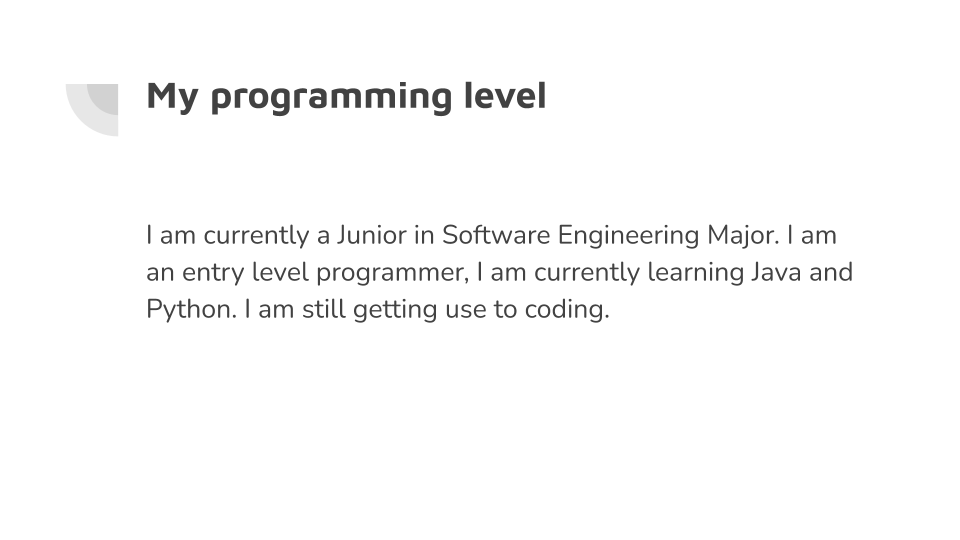 My programming level
I am currently a Junior in Software Engineering Major. I am
an entry level programmer, I am currently learning Java and
Python. I am still getting use to coding.